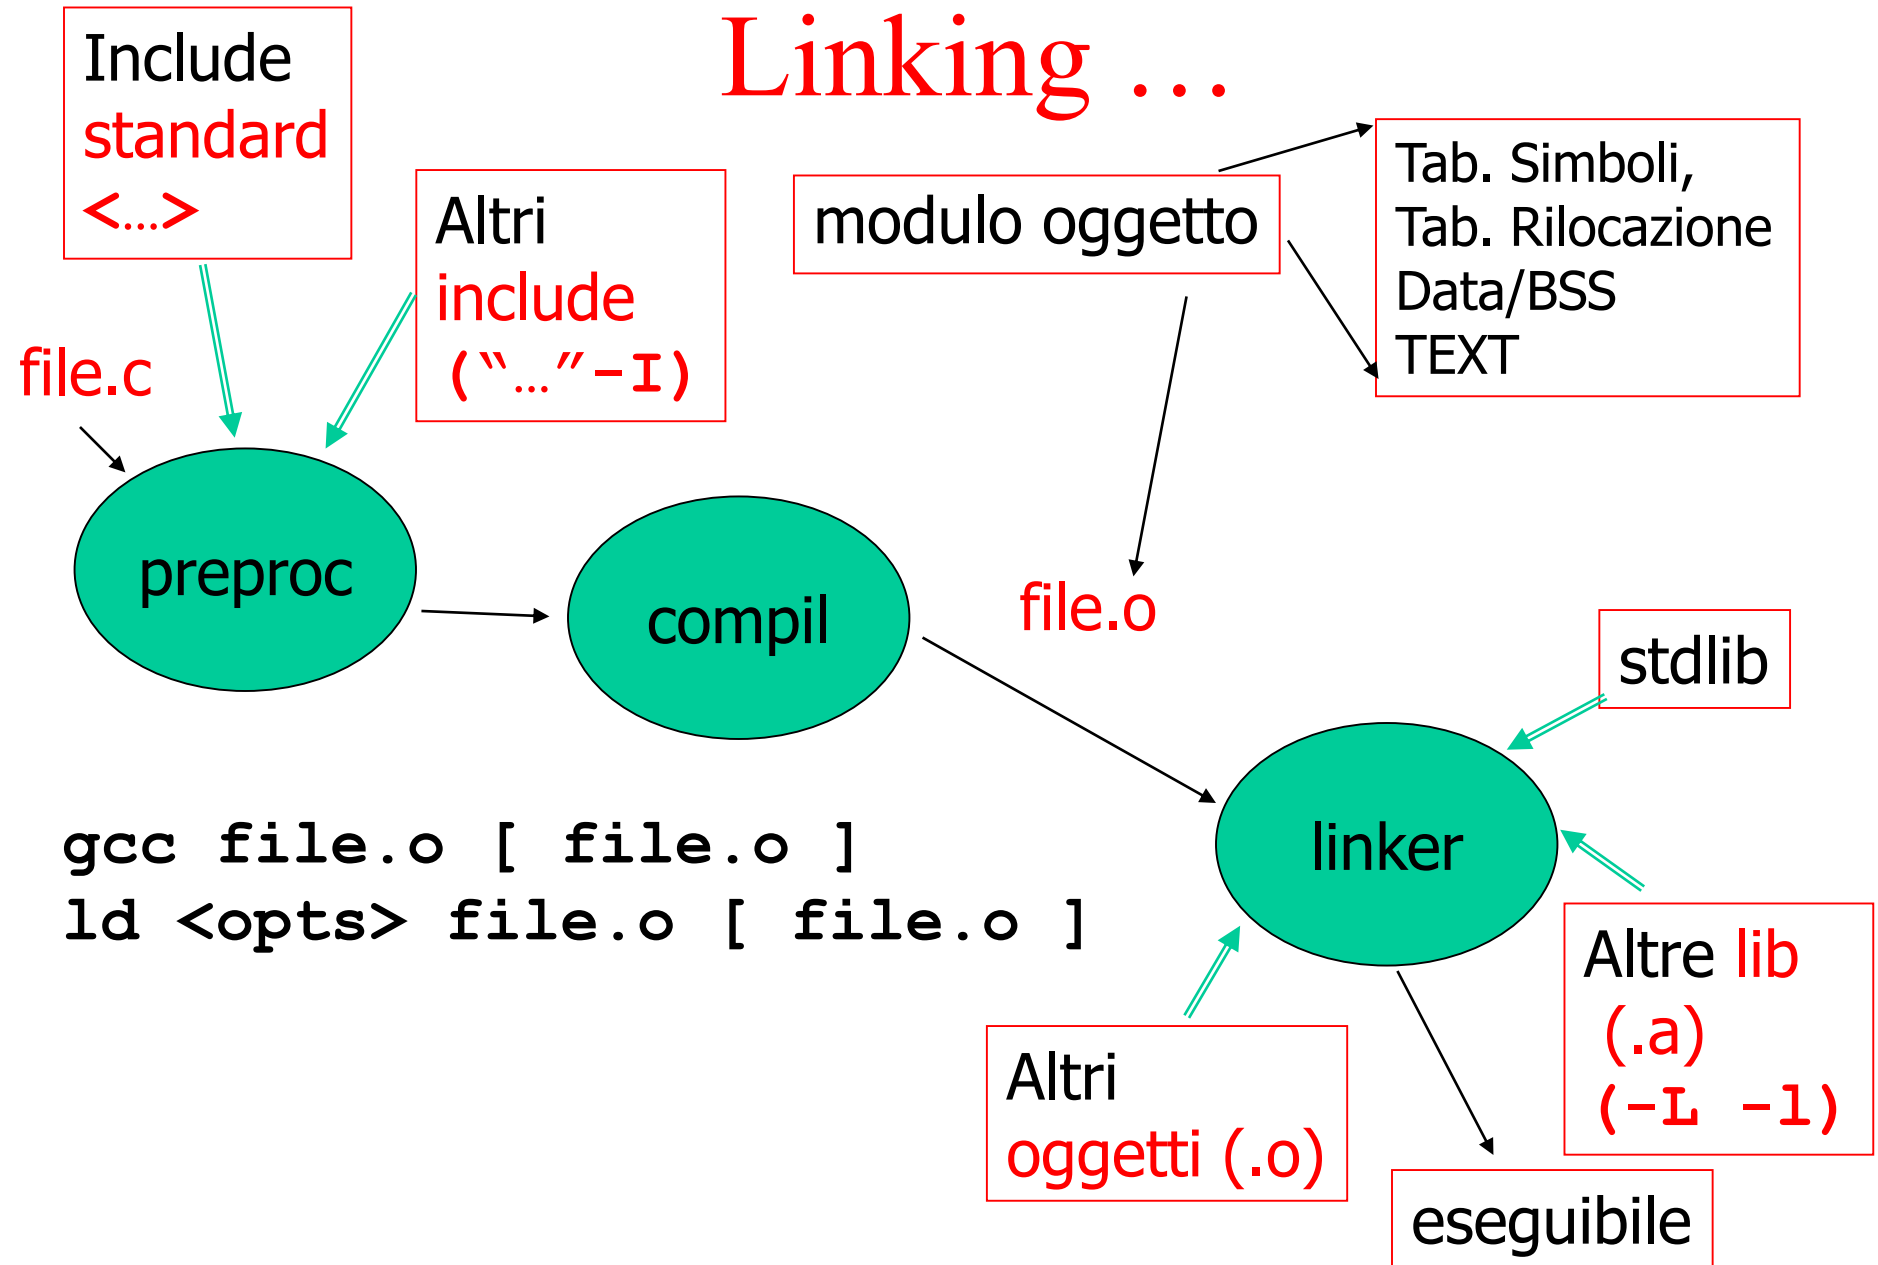 Linking …
Include
standard
<…>
Altri
include
(“…”-I)
file.c
modulo oggetto
Tab. Simboli,
Tab. Rilocazione
Data/BSS
TEXT
preproc
compil
file.o
stdlib
linker
gcc file.o [ file.o ]
ld <opts> file.o [ file.o ]
Altri
oggetti (.o)
Altre lib
(.a)
(-L -l)
eseguibile